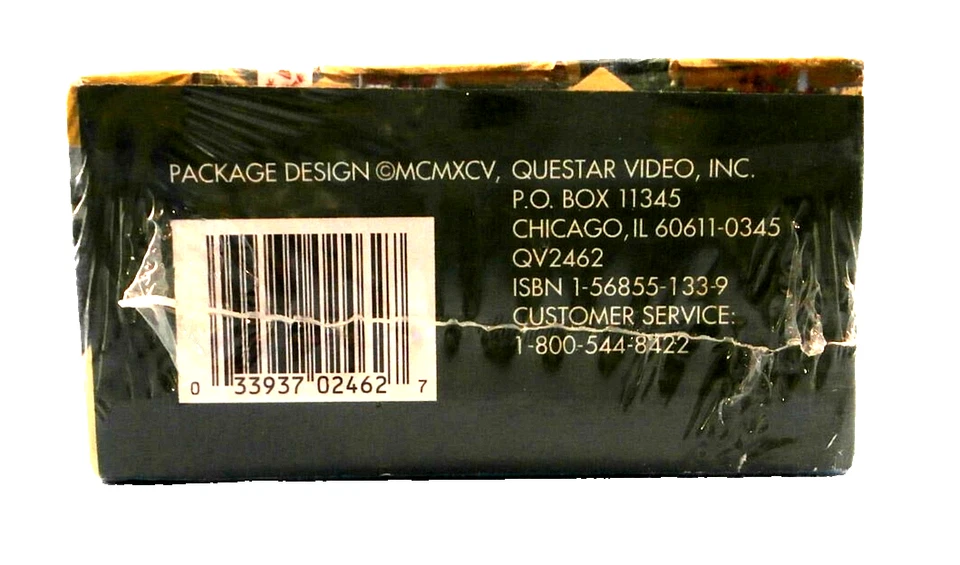 PACKAGE DESIGN ©MCMXCV, QUESTAR VIDEO, INC.
P.O. BOX 11345
CHICAGO, IL 60611-0345
QV2462
ISBN 1-56855-133-9
CUSTOMER SERVICE:
1-800-544-8422
0 33937 02462 7